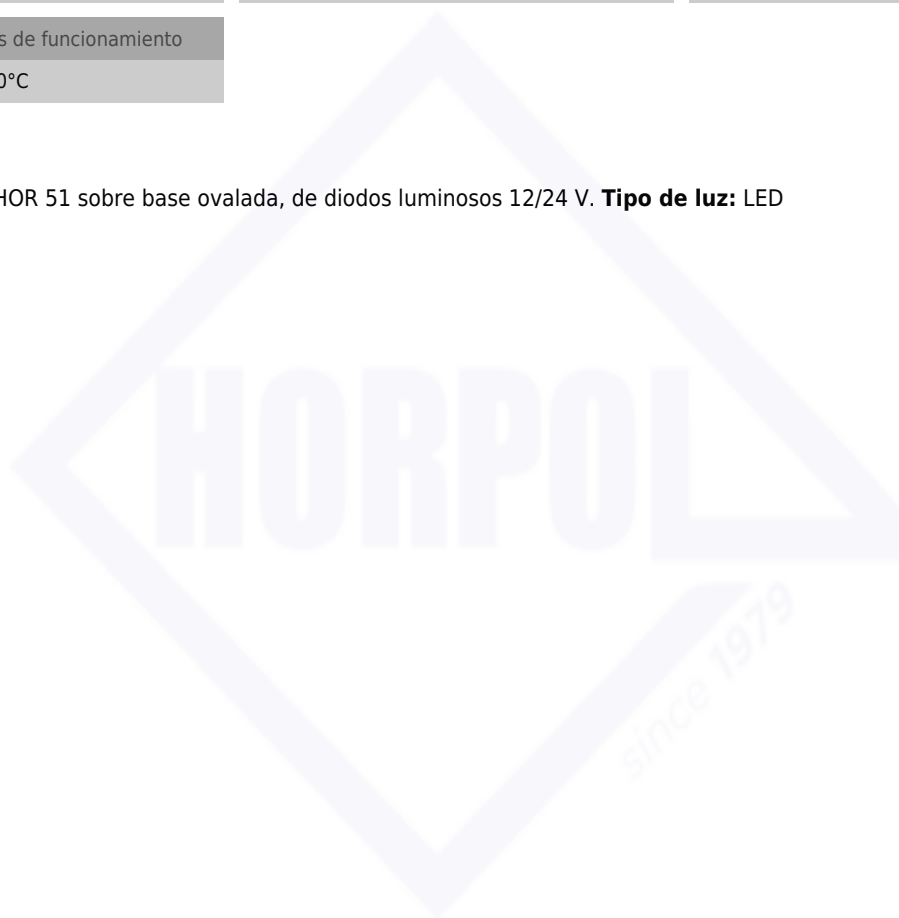 s de funcionamiento
0°C
HOR 51 sobre base ovalada, de diodos luminosos 12/24 V. Tipo de luz: LED
HORPOL
since 1979